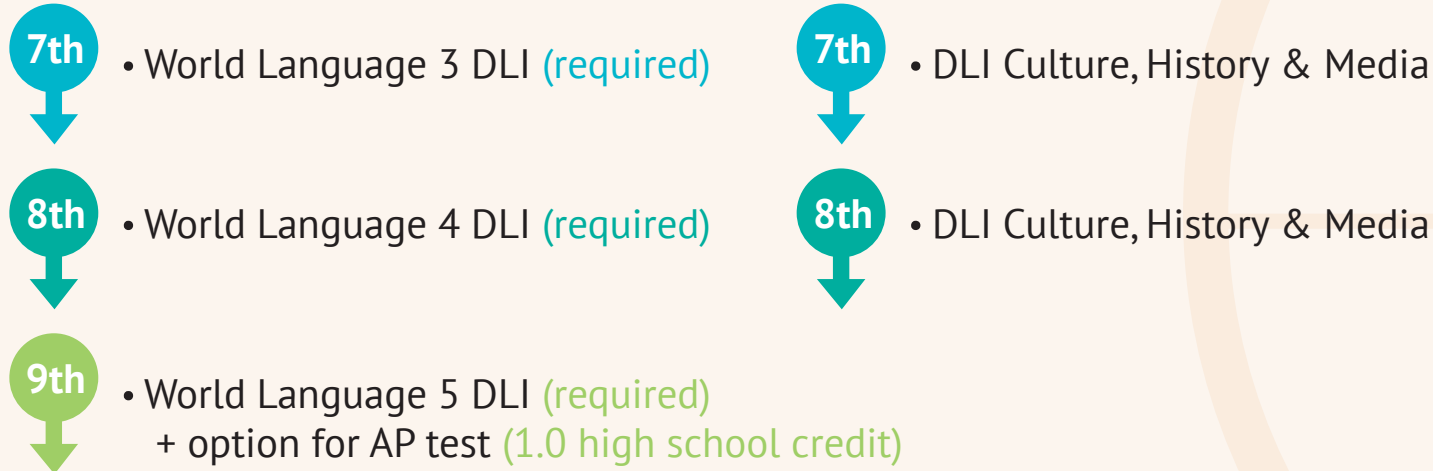 7th
• World Language 3 DLI (required)
8th
• World Language 4 DLI (required)
9th
• World Language 5 DLI (required)
+ option for AP test (1.0 high school credit)
7th
• DLI Culture, History & Media
8th
• DLI Culture, History & Media